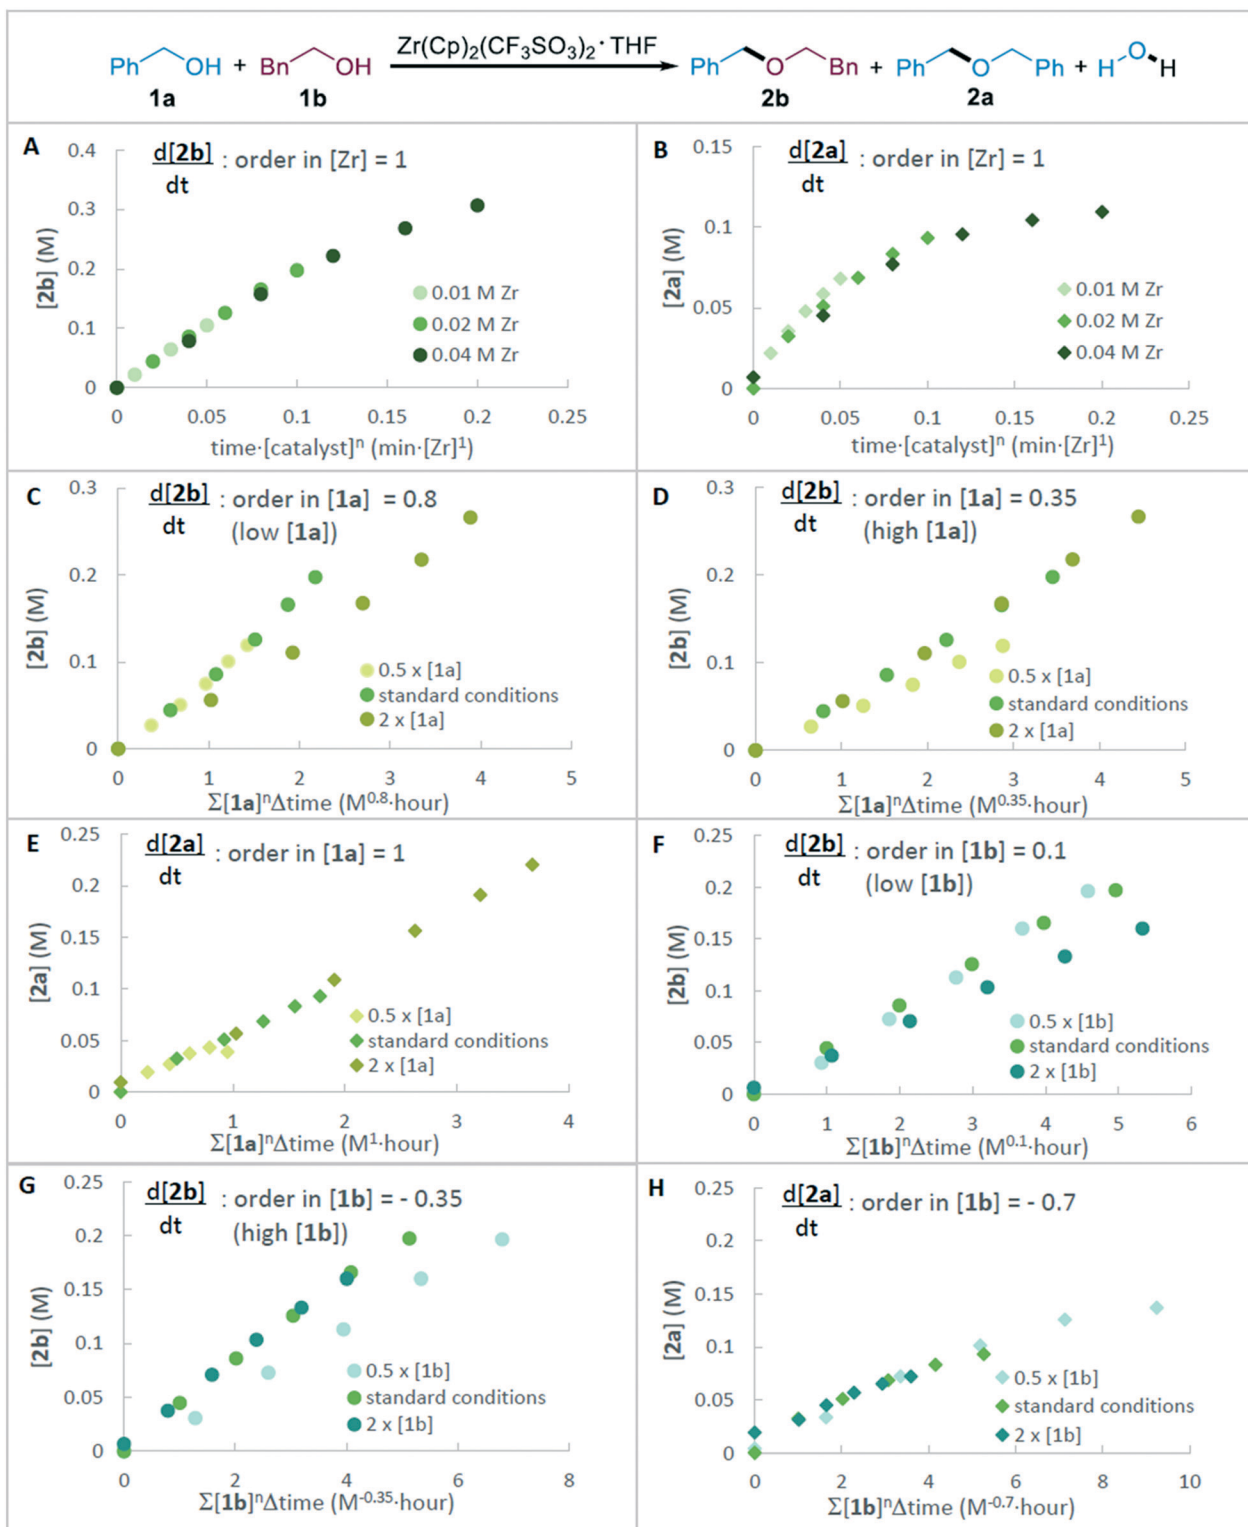 Zr(Cp)₂(CF₃SO₃)₂·THF
Ph OH + Bn OH Ph O Bn + Ph O Ph + H O H
1a 1b 2b 2a
A
d[2b]/dt : order in [Zr] = 1
[2b] (M)
0.4
0.3
0.2
0.1
0
0.01 M Zr
0.02 M Zr
0.04 M Zr
0 0.05 0.1 0.15 0.2 0.25
time·[catalyst]ⁿ (min·[Zr]¹)
B
d[2a]/dt : order in [Zr] = 1
[2a] (M)
0.15
0.1
0.05
0
0.01 M Zr
0.02 M Zr
0.04 M Zr
0 0.05 0.1 0.15 0.2 0.25
time·[catalyst]ⁿ (min·[Zr]¹)
C
d[2b]/dt : order in [1a] = 0.8
(low [1a])
[2b] (M)
0.3
0.2
0.1
0
0.5 x [1a]
standard conditions
2 x [1a]
0 1 2 3 4 5
Σ[1a]ⁿΔtime (M⁰·⁸·hour)
D
d[2b]/dt : order in [1a] = 0.35
(high [1a])
[2b] (M)
0.3
0.2
0.1
0
0.5 x [1a]
standard conditions
2 x [1a]
0 1 2 3 4 5
Σ[1a]ⁿΔtime (M⁰·³⁵·hour)
E
d[2a]/dt : order in [1a] = 1
[2a] (M)
0.25
0.2
0.15
0.1
0.05
0
0.5 x [1a]
standard conditions
2 x [1a]
0 1 2 3 4
Σ[1a]ⁿΔtime (M¹·hour)
F
d[2b]/dt : order in [1b] = 0.1
(low [1b])
[2b] (M)
0.25
0.2
0.15
0.1
0.05
0
0.5 x [1b]
standard conditions
2 x [1b]
0 1 2 3 4 5 6
Σ[1b]ⁿΔtime (M⁰·¹·hour)
G
d[2b]/dt : order in [1b] = - 0.35
(high [1b])
[2b] (M)
0.25
0.2
0.15
0.1
0.05
0
0.5 x [1b]
standard conditions
2 x [1b]
0 2 4 6 8
Σ[1b]ⁿΔtime (M⁻⁰·³⁵·hour)
H
d[2a]/dt : order in [1b] = - 0.7
[2a] (M)
0.25
0.2
0.15
0.1
0.05
0
0.5 x [1b]
standard conditions
2 x [1b]
0 2 4 6 8 10
Σ[1b]ⁿΔtime (M⁻⁰·⁷·hour)